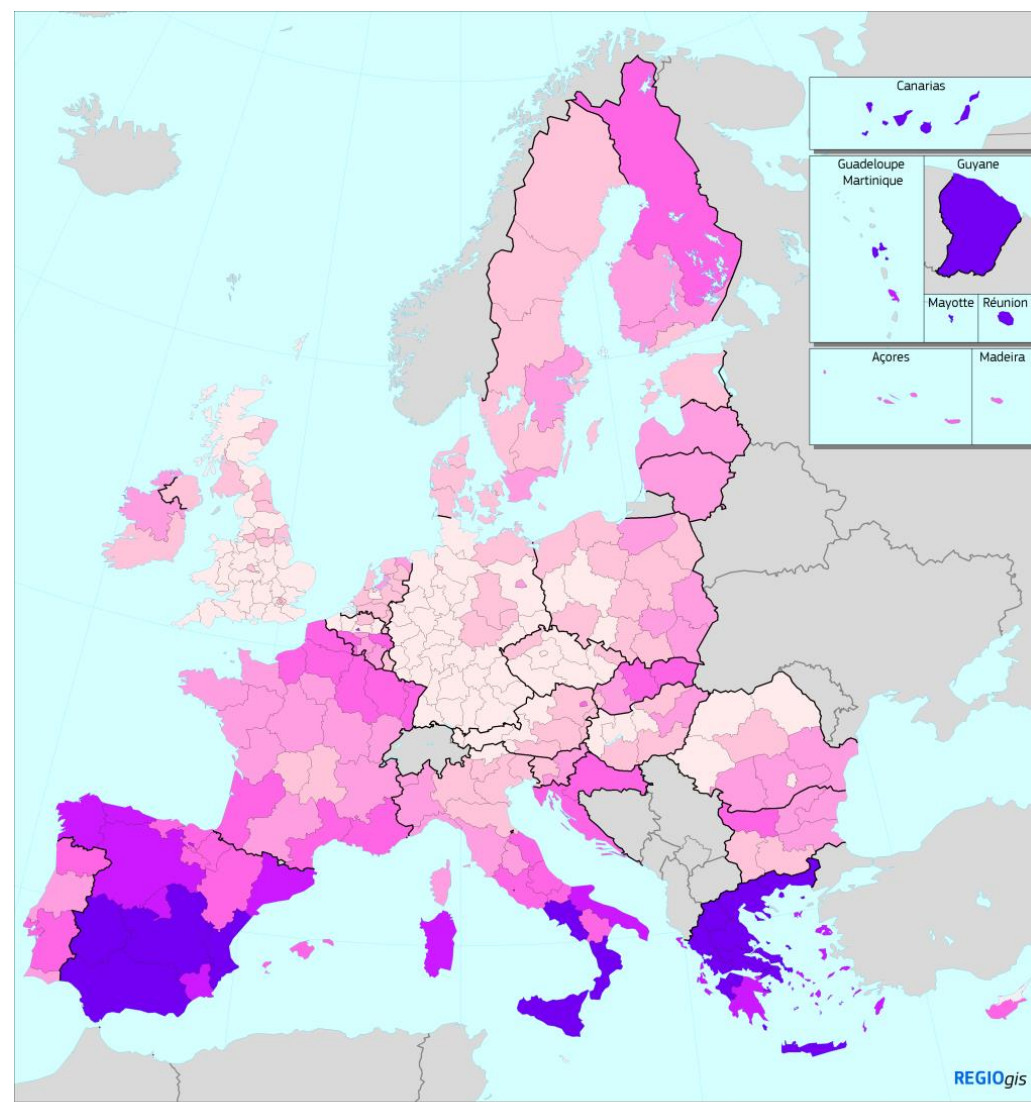 Canarias
Guadeloupe
Martinique
Guyane
Mayotte
Réunion
Açores
Madeira
REGIOgis